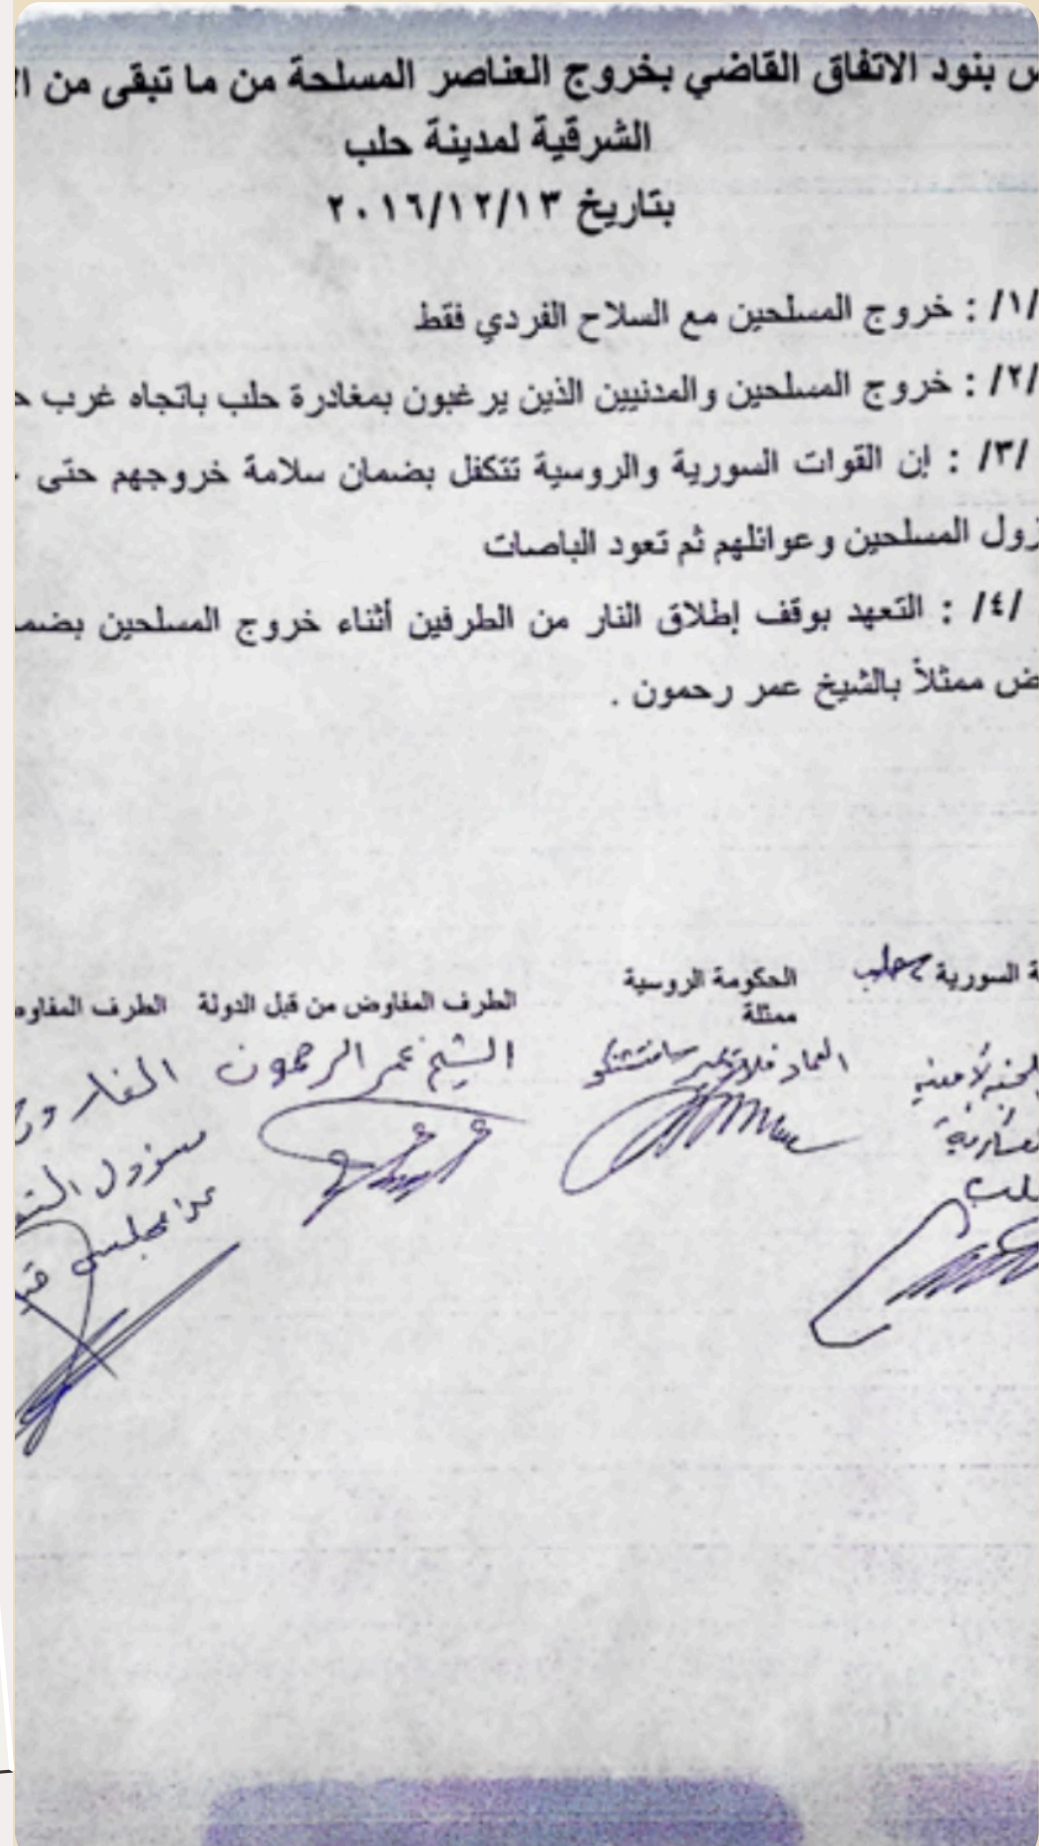 بنود الاتفاق القاضي بخروج العناصر المسلحة من ما تبقى من
الشرقية لمدينة حلب
بتاريخ ٢٠١٦/١٢/١٣
/١/ : خروج المسلحين مع السلاح الفردي فقط
/٢/ : خروج المسلحين والمدنيين الذين يرغبون بمغادرة حلب باتجاه غرب
/٣/ : إن القوات السورية والروسية تتكفل بضمان سلامة خروجهم حتى
المسلحين وعوائلهم ثم تعود الباصات
/٤/ : التعهد بوقف إطلاق النار من الطرفين أثناء خروج المسلحين
ممثلاً بالشيخ عمر رحمون .
السورية بحلب
الحكومة الروسية
ممثلة
الطرف المفاوض من قبل الدولة
الطرف
العماد
الشيخ عمر الرحمون
مسؤول
مجلس